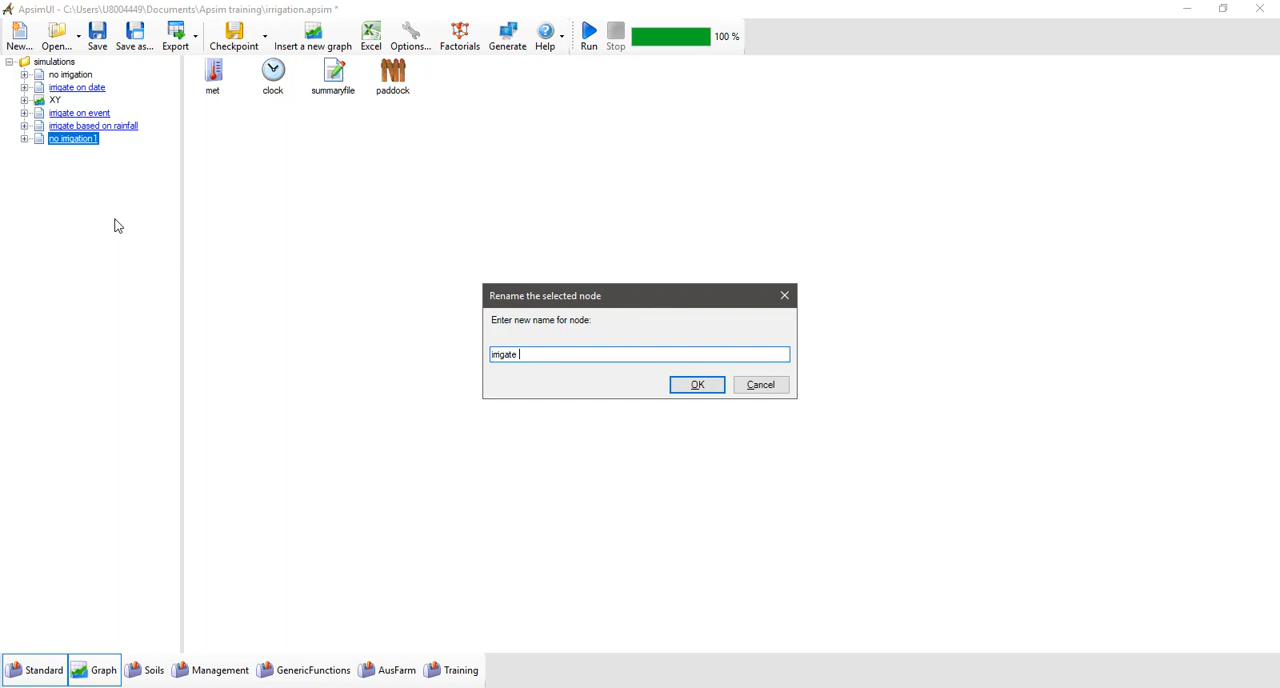 ApsimUI - C:\Users\U8004449\Documents\Apsim training\irrigation.apsim *
New... Open... Save Save as... Export Checkpoint Insert a new graph Excel Options... Factorials Generate Help Run Stop 100 %
simulations
no irrigation
irrigate on date
XY
irrigate on event
irrigate based on rainfall
no irrigation1
met clock summaryfile paddock
Rename the selected node
Enter new name for node:
irrigate
OK Cancel
Standard Graph Soils Management GenericFunctions AusFarm Training